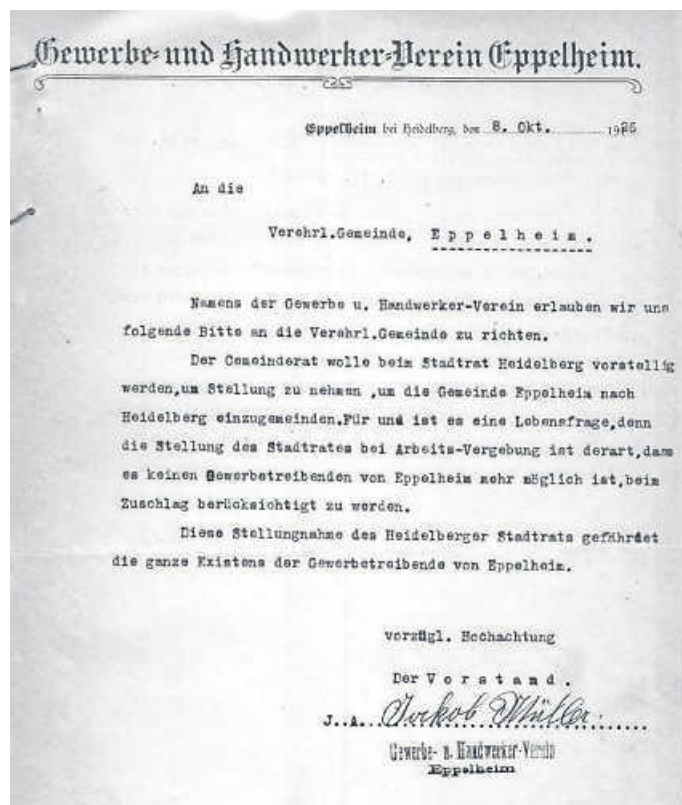 Gewerbe- und Handwerker-Verein Eppelheim.
Eppelheim bei Heidelberg, den 8. Okt. 1926
An die
Verehrl.Gemeinde, E p p e l h e i m .
Namens der Gewerbe u. Handwerker-Verein erlauben wir uns
folgende Bitte an die Verehrl.Gemeinde zu richten.
Der Gemeinderat wolle beim Stadtrat Heidelberg vorstellig
werden,um Stellung zu nehmen ,um die Gemeinde Eppelheim nach
Heidelberg einzugemeinden.Für uns ist es eine Lebensfrage,denn
die Stellung des Stadtrates bei Arbeits-Vergebung ist derart,dass
es keinen Gewerbetreibenden von Eppelheim mehr möglich ist,beim
Zuschlag berücksichtigt zu werden.
Diese Stellungnahme des Heidelberger Stadtrats gefährdet
die ganze Existens der Gewerbetreibende von Eppelheim.
vorzügl. Hochachtung
Der V o r s t a n d .
J..A. Jackob Müller.
Gewerbe- u. Handwerker-Verein
Eppelheim